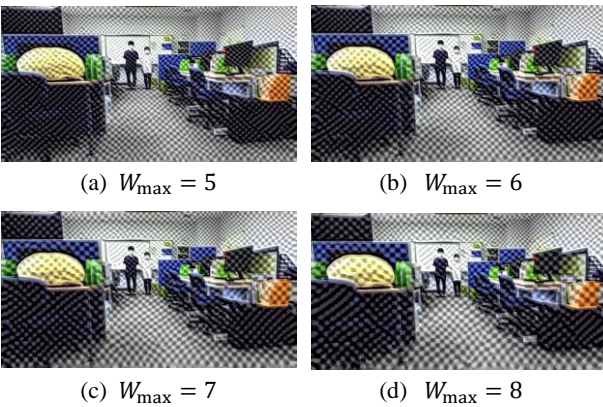 (a) W_max = 5
(b) W_max = 6
(c) W_max = 7
(d) W_max = 8